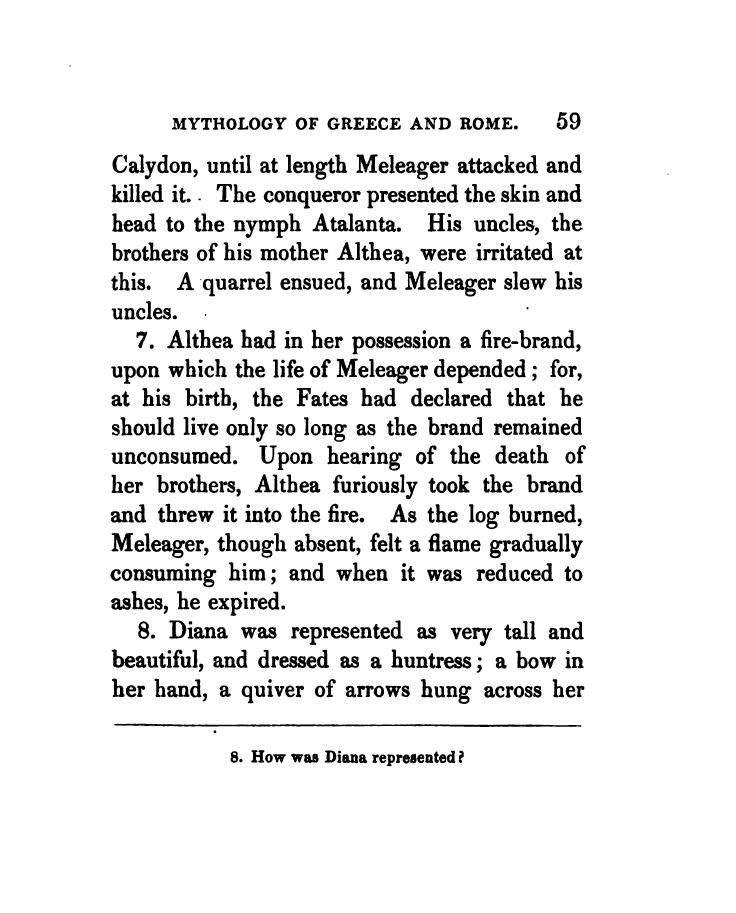 MYTHOLOGY OF GREECE AND ROME. 59
Calydon, until at length Meleager attacked and
killed it. The conqueror presented the skin and
head to the nymph Atalanta. His uncles, the
brothers of his mother Althea, were irritated at
this. A quarrel ensued, and Meleager slew his
uncles.
7. Althea had in her possession a fire-brand,
upon which the life of Meleager depended; for,
at his birth, the Fates had declared that he
should live only so long as the brand remained
unconsumed. Upon hearing of the death of
her brothers, Althea furiously took the brand
and threw it into the fire. As the log burned,
Meleager, though absent, felt a flame gradually
consuming him; and when it was reduced to
ashes, he expired.
8. Diana was represented as very tall and
beautiful, and dressed as a huntress; a bow in
her hand, a quiver of arrows hung across her
8. How was Diana represented?